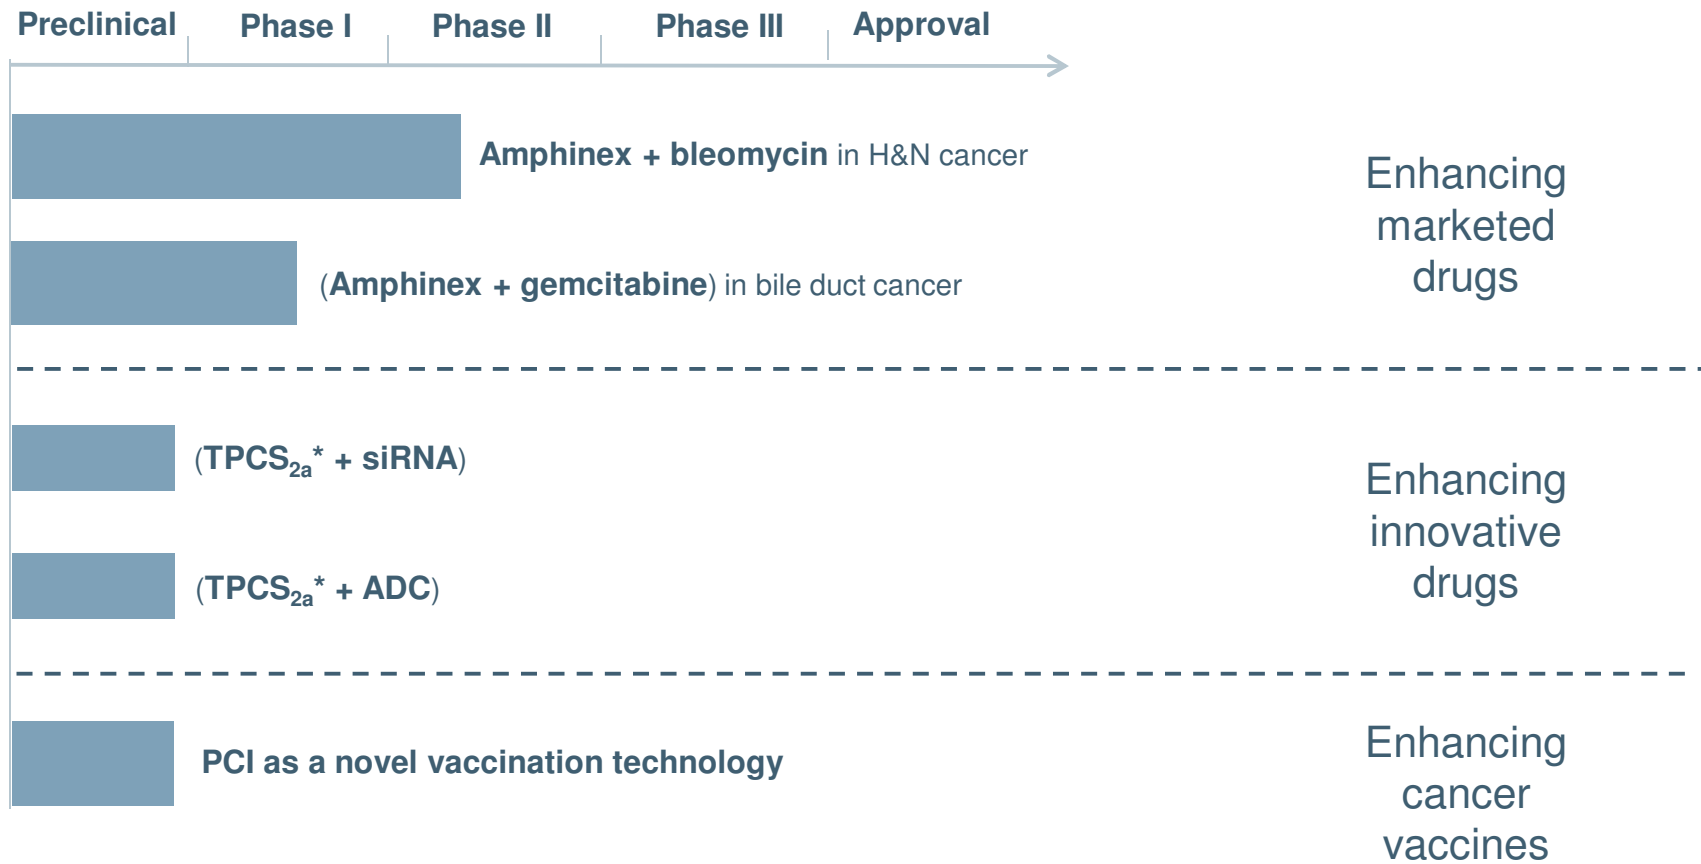 Preclinical Phase I Phase II Phase III Approval
Amphinex + bleomycin in H&N cancer
Enhancing
marketed
drugs
(Amphinex + gemcitabine) in bile duct cancer
(TPCS2a* + siRNA)
Enhancing
innovative
drugs
(TPCS2a* + ADC)
PCI as a novel vaccination technology
Enhancing
cancer
vaccines